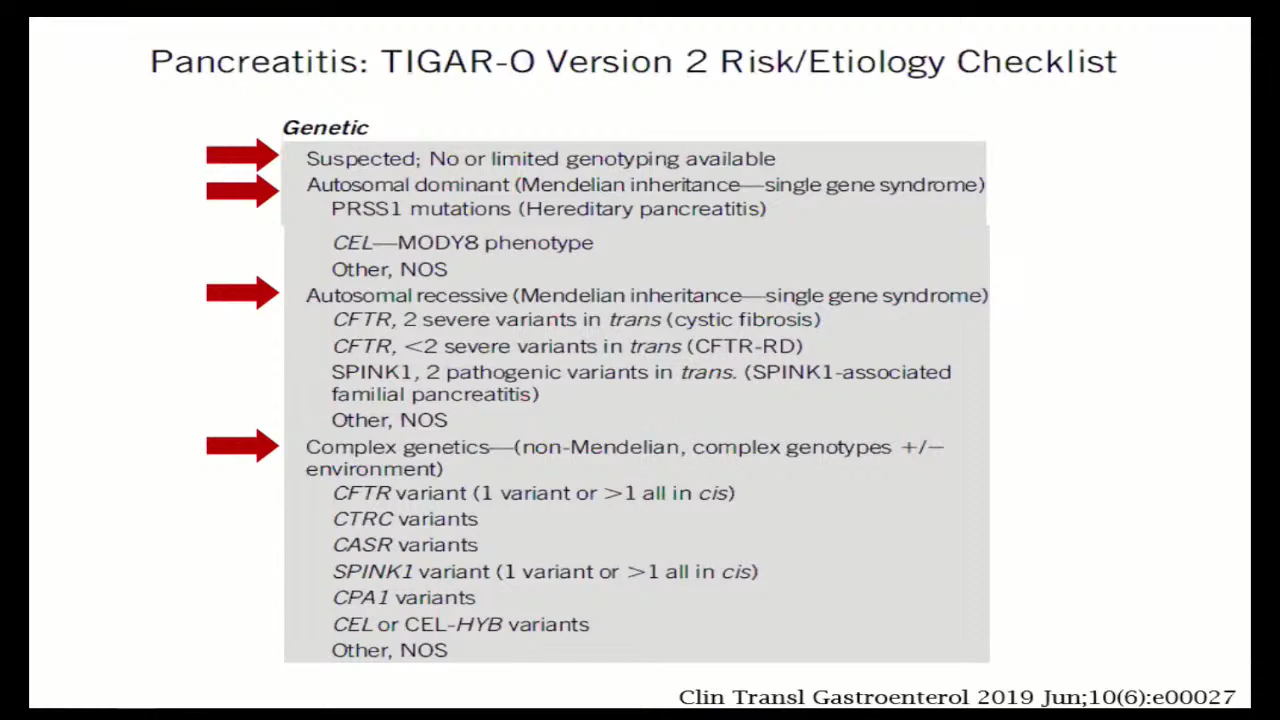 Pancreatitis: TIGAR-O Version 2 Risk/Etiology Checklist
Genetic
Suspected; No or limited genotyping available
Autosomal dominant (Mendelian inheritance—single gene syndrome)
PRSS1 mutations (Hereditary pancreatitis)
CEL—MODY8 phenotype
Other, NOS
Autosomal recessive (Mendelian inheritance—single gene syndrome)
CFTR, 2 severe variants in trans (cystic fibrosis)
CFTR, <2 severe variants in trans (CFTR-RD)
SPINK1, 2 pathogenic variants in trans. (SPINK1-associated
familial pancreatitis)
Other, NOS
Complex genetics—(non-Mendelian, complex genotypes +/−
environment)
CFTR variant (1 variant or >1 all in cis)
CTRC variants
CASR variants
SPINK1 variant (1 variant or >1 all in cis)
CPA1 variants
CEL or CEL-HYB variants
Other, NOS
Clin Transl Gastroenterol 2019 Jun;10(6):e00027